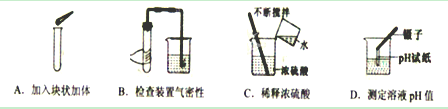 不断搅拌
水
浓硫酸
镊子
pH试纸
A. 加入块状加体
B. 检查装置气密性
C. 稀释浓硫酸
D. 测定溶液pH值